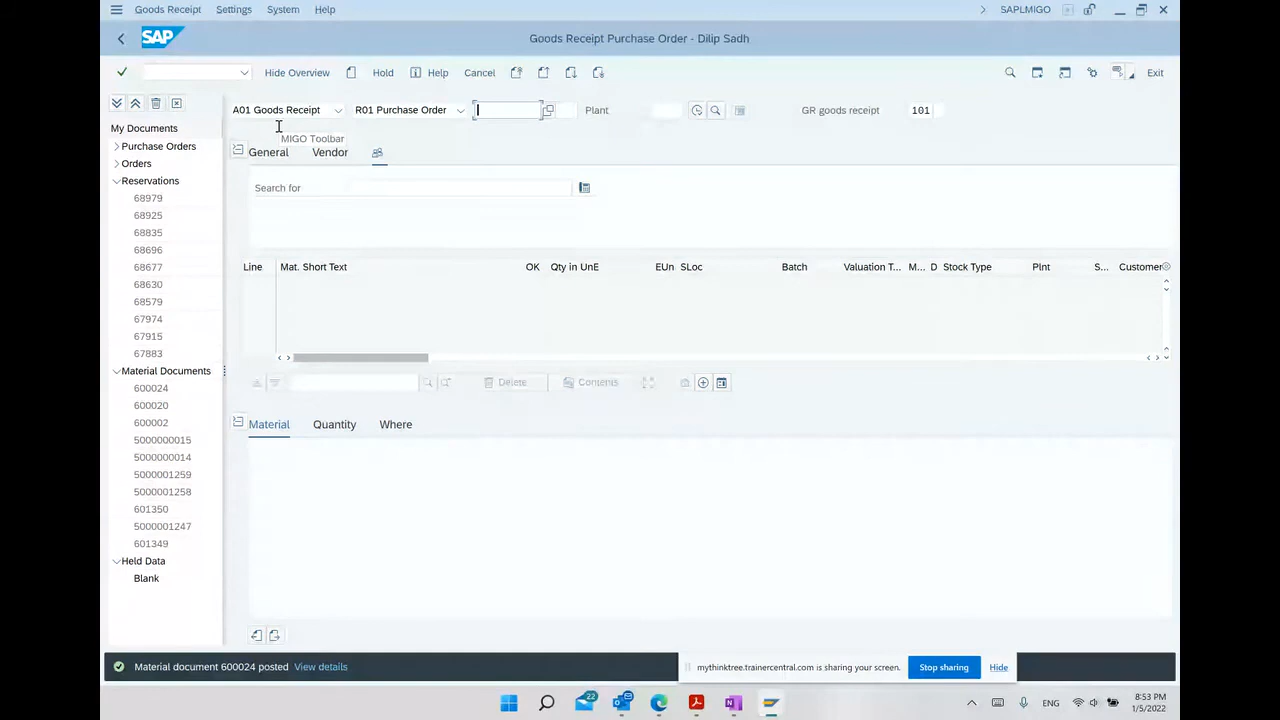 Goods Receipt Settings System Help SAPLMIGO
SAP Goods Receipt Purchase Order - Dilip Sadh
Hide Overview Hold Help Cancel Exit
A01 Goods Receipt R01 Purchase Order Plant GR goods receipt 101
My Documents
MIGO Toolbar
General Vendor
Purchase Orders
Orders
Reservations
68979
68925
68835
68696
68677
68630
68579
67974
67915
67883
Material Documents
600024
600020
600002
5000000015
5000000014
5000001259
5000001258
601350
5000001247
601349
Held Data
Blank
Search for
Line Mat. Short Text OK Qty in UnE EUn SLoc Batch Valuation T... M... D Stock Type Plnt S... Customer
Delete Contents
Material Quantity Where
Material document 600024 posted View details
mythinktree.trainercentral.com is sharing your screen. Stop sharing Hide
22
ENG
8:53 PM
1/5/2022